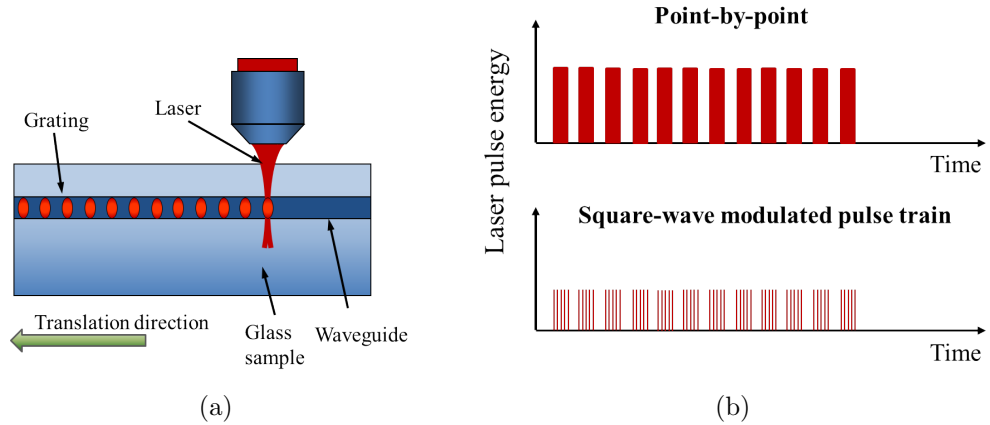 (a)
Laser
Grating
Translation direction
Glass
sample
Waveguide
(b)
Point-by-point
Laser pulse energy
Time
Square-wave modulated pulse train
Time